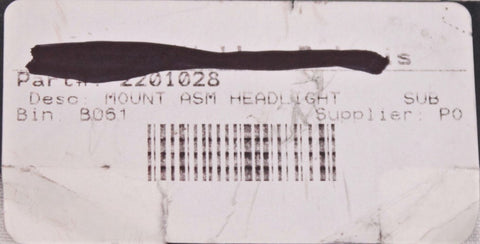 Part#: 2201028
Desc: MOUNT ASM HEADLIGHT SUB
Bin: B061 Supplier: PO